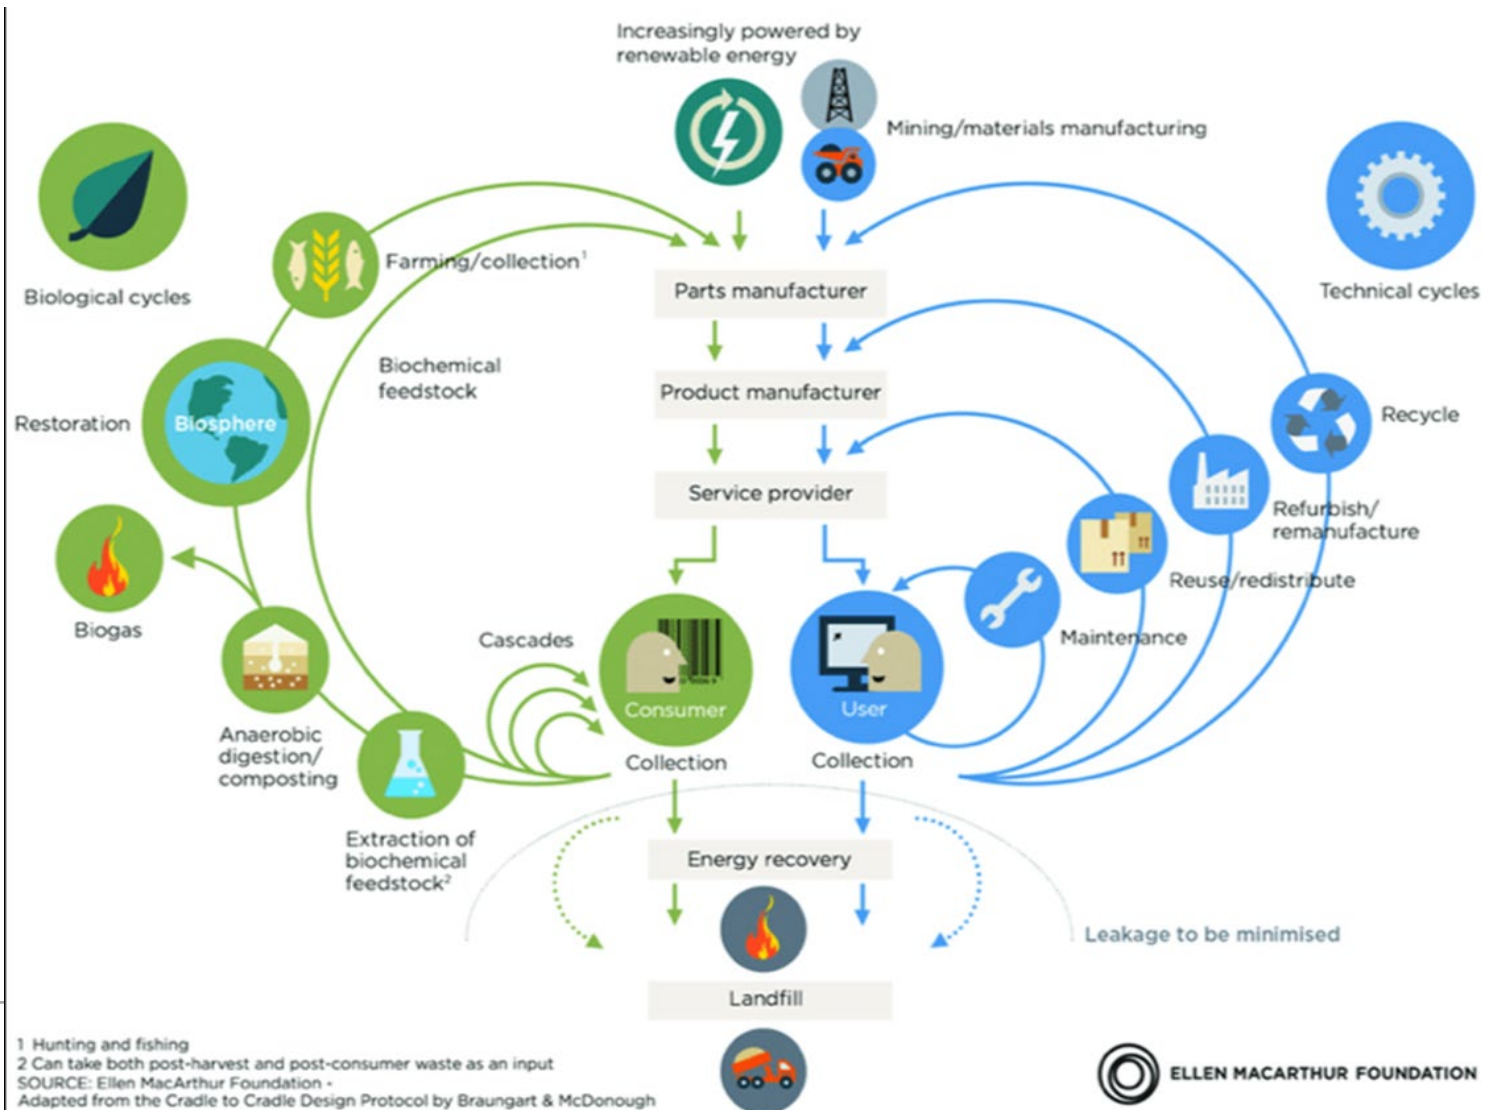 Increasingly powered by
renewable energy
Mining/materials manufacturing
Biological cycles
Technical cycles
Farming/collection¹
Parts manufacturer
Biochemical
feedstock
Product manufacturer
Restoration
Biosphere
Recycle
Service provider
Refurbish/
remanufacture
Reuse/redistribute
Biogas
Cascades
Maintenance
Consumer
User
Anaerobic
digestion/
composting
Collection
Collection
Extraction of
biochemical
feedstock²
Energy recovery
Leakage to be minimised
Landfill
1 Hunting and fishing
2 Can take both post-harvest and post-consumer waste as an input
SOURCE: Ellen MacArthur Foundation -
Adapted from the Cradle to Cradle Design Protocol by Braungart & McDonough
ELLEN MACARTHUR FOUNDATION